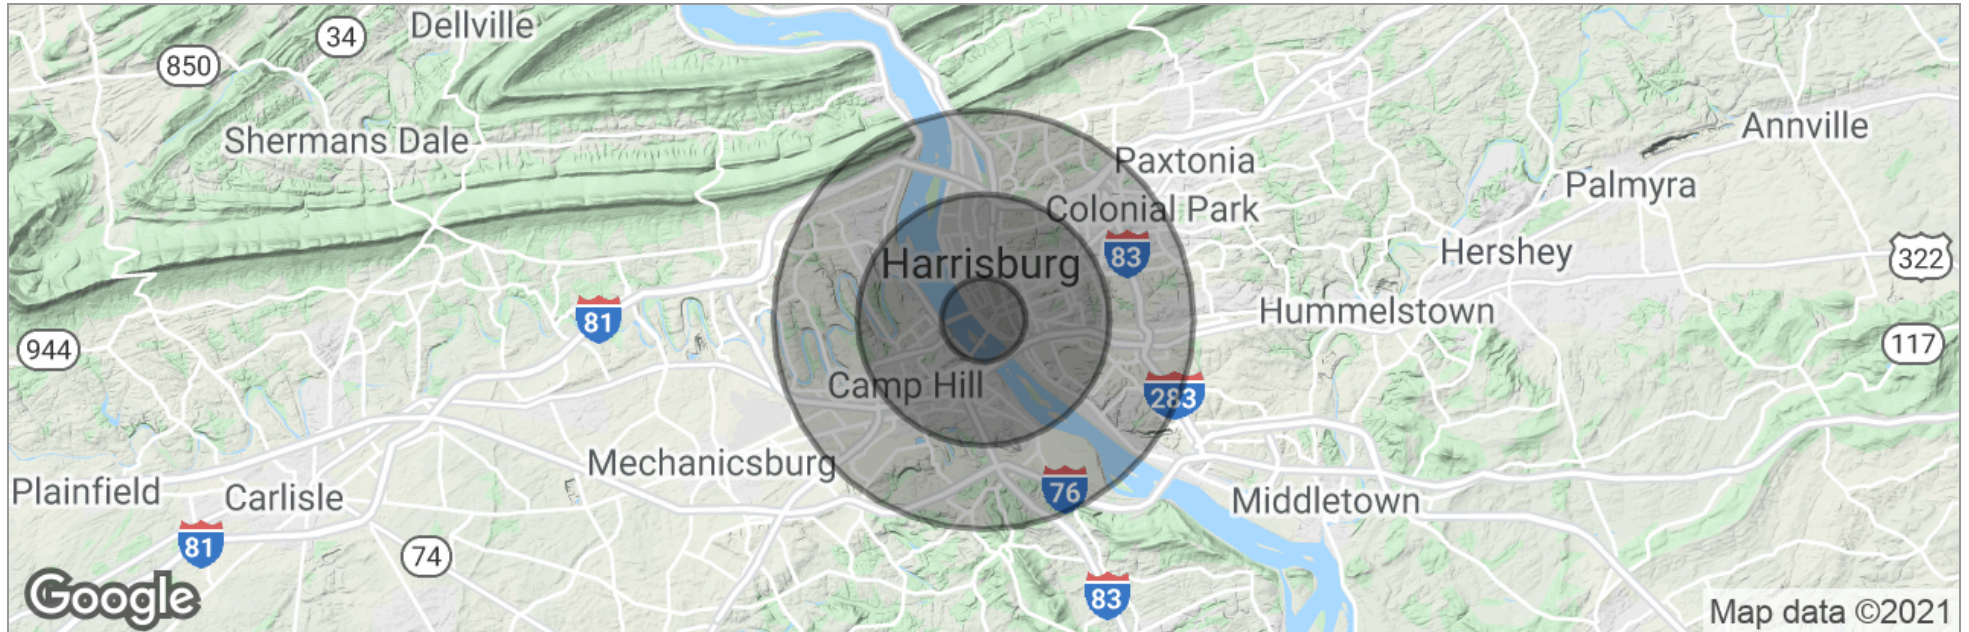 Dellville
34
850
Shermans Dale
Annville
Paxtonia
Palmyra
Colonial Park
Harrisburg
83
Hershey
322
81
Hummelstown
944
117
Camp Hill
283
Mechanicsburg
76
Plainfield
Carlisle
Middletown
81
74
83
Google
Map data ©2021